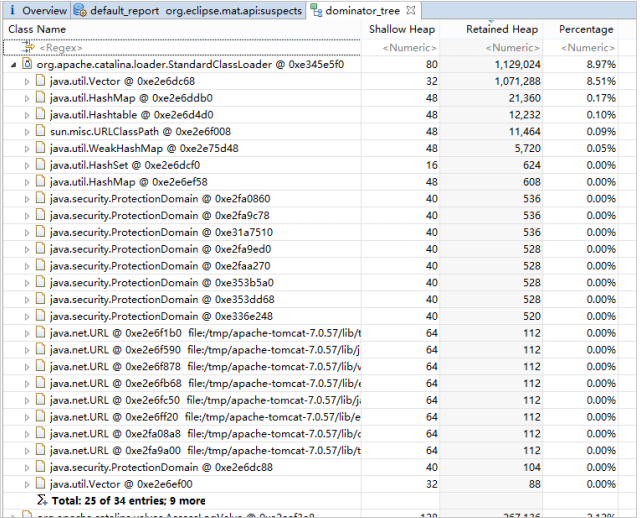 i Overview default_report org.eclipse.mat.api:suspects dominator_tree
Class Name Shallow Heap Retained Heap Percentage
<Regex> <Numeric> <Numeric> <Numeric>
org.apache.catalina.loader.StandardClassLoader @ 0xe345e5f0 80 1,129,024 8.97%
java.util.Vector @ 0xe2e6dc68 32 1,071,288 8.51%
java.util.HashMap @ 0xe2e6ddb0 48 21,360 0.17%
java.util.Hashtable @ 0xe2e6d4d0 48 12,232 0.10%
sun.misc.URLClassPath @ 0xe2e6f008 48 11,464 0.09%
java.util.WeakHashMap @ 0xe2e75d48 48 5,720 0.05%
java.util.HashSet @ 0xe2e6dcf0 16 624 0.00%
java.util.HashMap @ 0xe2e6ef58 48 608 0.00%
java.security.ProtectionDomain @ 0xe2fa0860 40 536 0.00%
java.security.ProtectionDomain @ 0xe2fa9c78 40 536 0.00%
java.security.ProtectionDomain @ 0xe31a7510 40 536 0.00%
java.security.ProtectionDomain @ 0xe2fa9ed0 40 528 0.00%
java.security.ProtectionDomain @ 0xe2faa270 40 528 0.00%
java.security.ProtectionDomain @ 0xe353b5a0 40 528 0.00%
java.security.ProtectionDomain @ 0xe353dd68 40 528 0.00%
java.security.ProtectionDomain @ 0xe336e248 40 520 0.00%
java.net.URL @ 0xe2e6f1b0 file:/tmp/apache-tomcat-7.0.57/lib/t 64 112 0.00%
java.net.URL @ 0xe2e6f590 file:/tmp/apache-tomcat-7.0.57/lib/j 64 112 0.00%
java.net.URL @ 0xe2e6f878 file:/tmp/apache-tomcat-7.0.57/lib/ 64 112 0.00%
java.net.URL @ 0xe2e6fb68 file:/tmp/apache-tomcat-7.0.57/lib/ 64 112 0.00%
java.net.URL @ 0xe2e6fc50 file:/tmp/apache-tomcat-7.0.57/lib/ 64 112 0.00%
java.net.URL @ 0xe2e6ff20 file:/tmp/apache-tomcat-7.0.57/lib/e 64 112 0.00%
java.net.URL @ 0xe2fa08a8 file:/tmp/apache-tomcat-7.0.57/lib/ 64 112 0.00%
java.net.URL @ 0xe2fa9a00 file:/tmp/apache-tomcat-7.0.57/lib/t 64 112 0.00%
java.security.ProtectionDomain @ 0xe2e6dc88 40 104 0.00%
java.util.Vector @ 0xe2e6ef00 32 88 0.00%
Total: 25 of 34 entries; 9 more